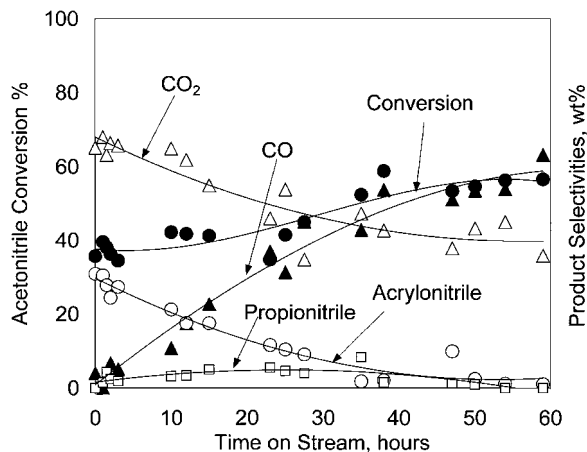 100
80
60
40
20
0
Acetonitrile Conversion %
CO₂
CO
Conversion
Propionitrile
Acrylonitrile
Product Selectivities, wt%
0 10 20 30 40 50 60
Time on Stream, hours